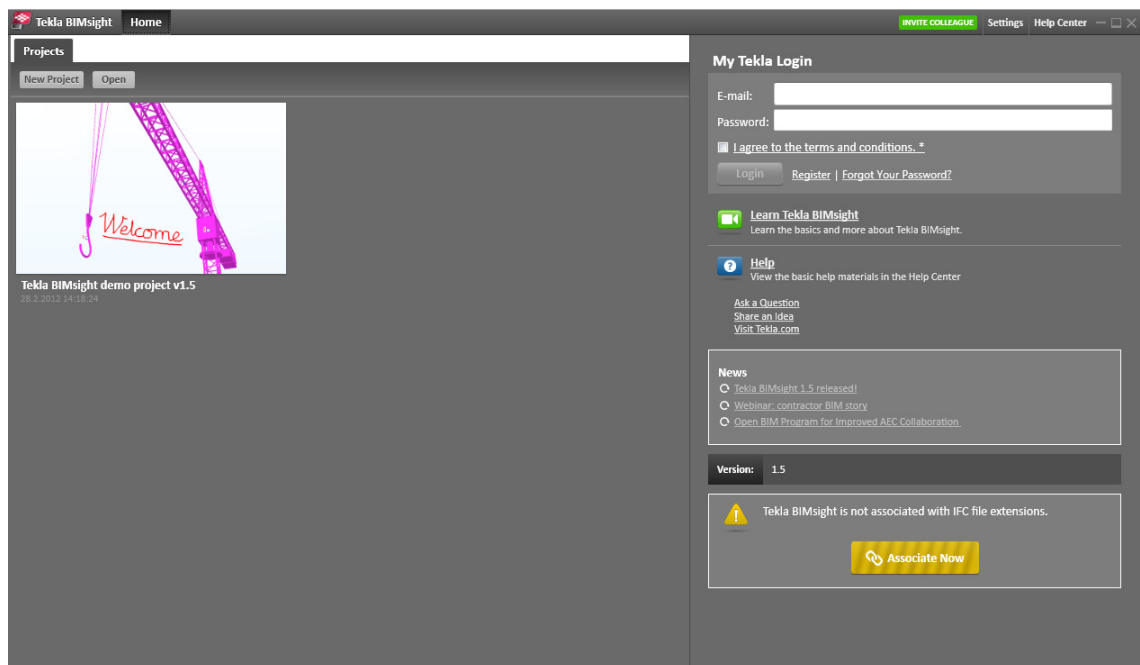 Tekla BIMsight Home INVITE COLLEAGUE Settings Help Center
Projects
New Project Open
Welcome
Tekla BIMsight demo project v1.5
28.2.2012 14:18:24
My Tekla Login
E-mail:
Password:
I agree to the terms and conditions. *
Login Register | Forgot Your Password?
Learn Tekla BIMsight
Learn the basics and more about Tekla BIMsight.
Help
View the basic help materials in the Help Center
Ask a Question
Share an Idea
Visit Tekla.com
News
Tekla BIMsight 1.5 released!
Webinar: contractor BIM story
Open BIM Program for Improved AEC Collaboration
Version: 1.5
Tekla BIMsight is not associated with IFC file extensions.
Associate Now